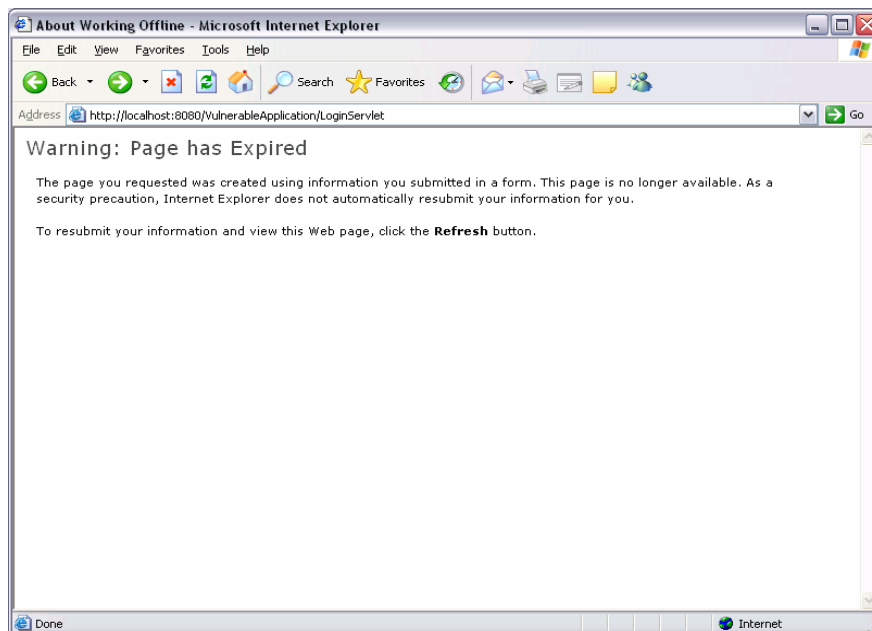 About Working Offline - Microsoft Internet Explorer
File Edit View Favorites Tools Help
Back Search Favorites
Address http://localhost:8080/VulnerableApplication/LoginServlet Go
Warning: Page has Expired
The page you requested was created using information you submitted in a form. This page is no longer available. As a
security precaution, Internet Explorer does not automatically resubmit your information for you.
To resubmit your information and view this Web page, click the Refresh button.
Done Internet